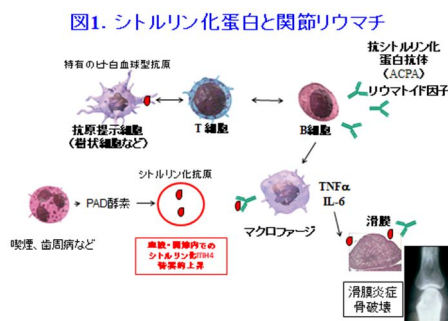 図1. シトルリン化蛋白と関節リウマチ
特有のヒト白血球型抗原
抗シトルリン化
蛋白抗体
(ACPA)
リウマトイド因子
抗原提示細胞
(樹状細胞など)
T細胞
B細胞
シトルリン化抗原
PAD酵素
TNFα
IL-6
マクロファージ
滑膜
喫煙、歯周病など
血液・関節内での
シトルリン化
特異的上昇
滑膜炎症
骨破壊